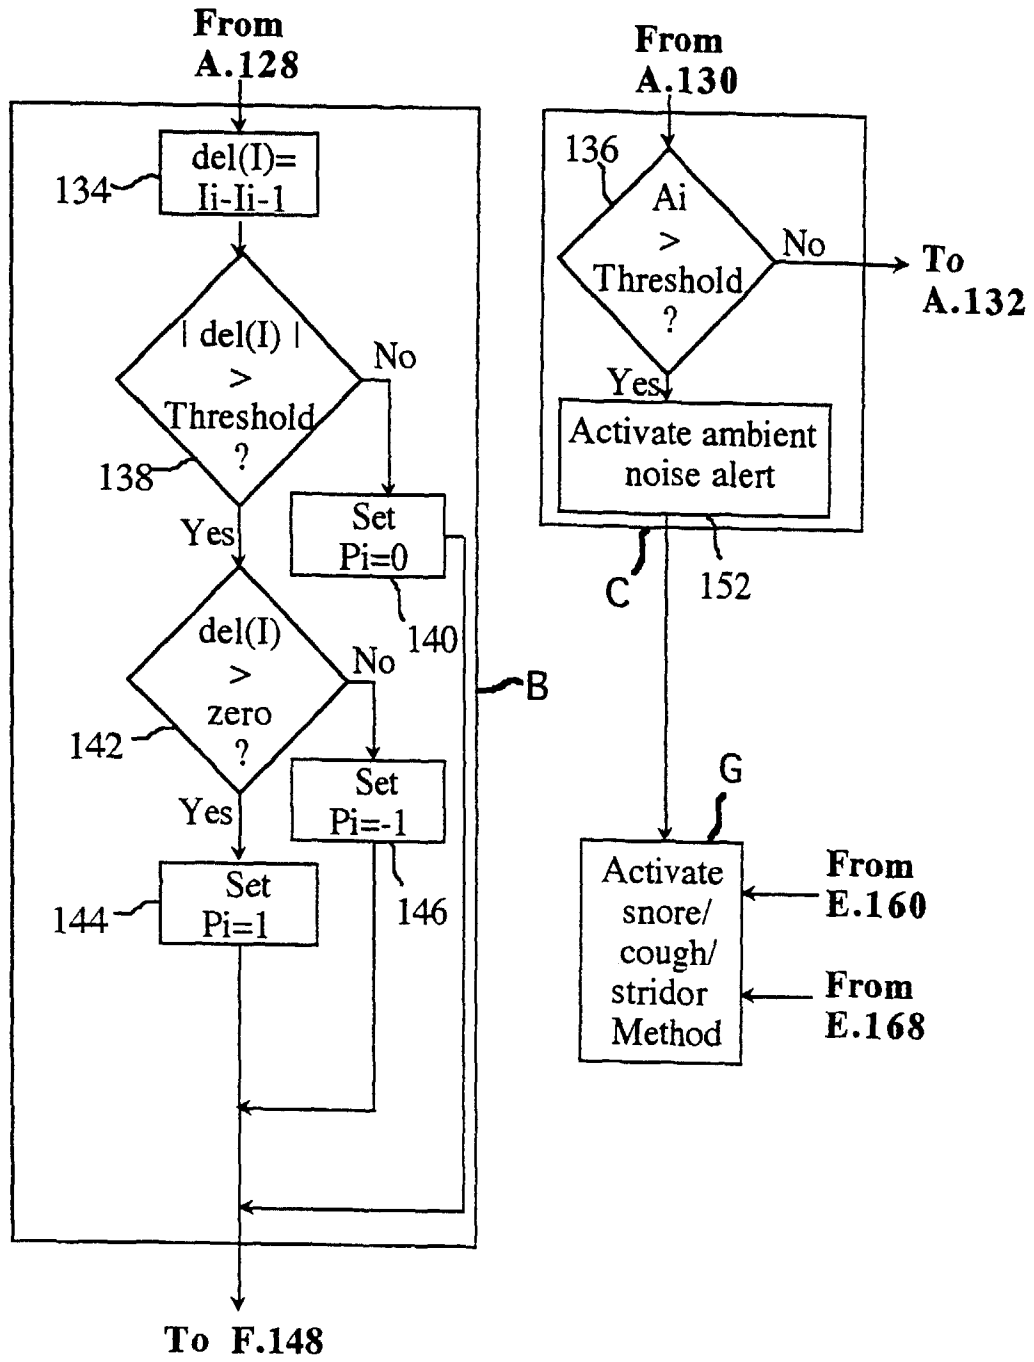 From
A.128
134
del(I)=
Ii-Ii-1
| del(I) |
>
Threshold
?
No
138
Yes
Set
Pi=0
140
del(I)
>
zero
?
No
142
Yes
Set
Pi=-1
146
Set
Pi=1
144
B
To F.148
From
A.130
136
Ai
>
Threshold
?
No
To
A.132
Yes
Activate ambient
noise alert
C
152
G
Activate
snore/
cough/
stridor
Method
From
E.160
From
E.168